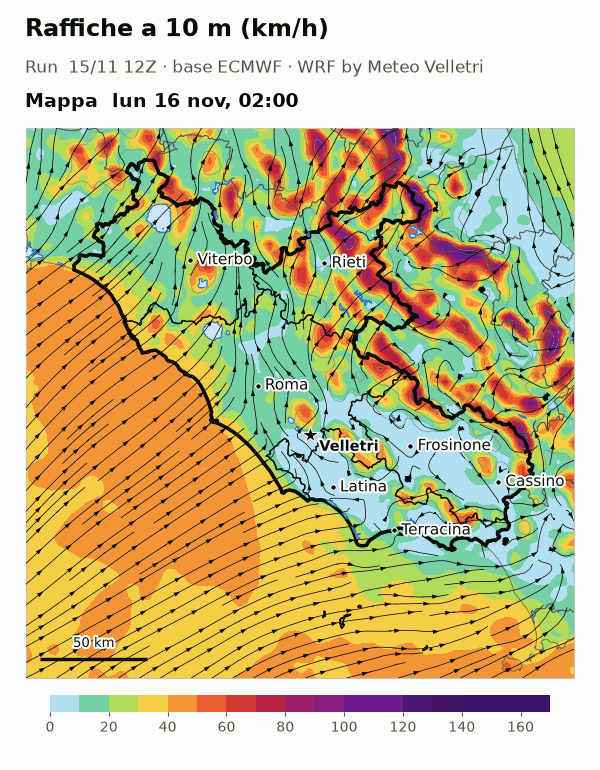 Raffiche a 10 m (km/h)
Run 15/11 12Z · base ECMWF · WRF by Meteo Velletri
Mappa lun 16 nov, 02:00
Viterbo
Rieti
Roma
Velletri
Frosinone
Latina
Cassino
Terracina
50 km
0 20 40 60 80 100 120 140 160